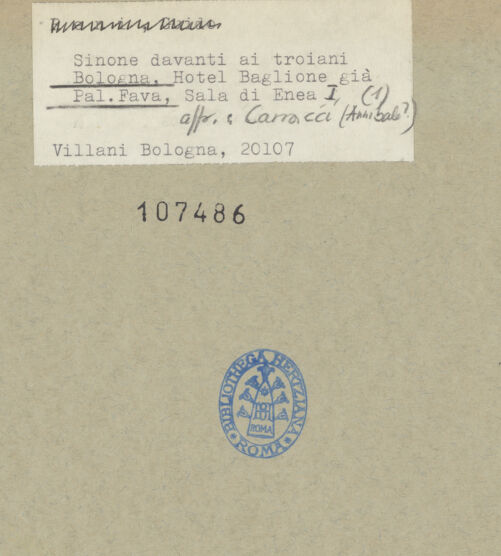 Sinone davanti ai troiani
Bologna, Hotel Baglione già
Pal.Fava, Sala di Enea I (1)
affr. : Carracci (Annibale?)
Villani Bologna, 20107
107486
BIBLIOTHECA HERTZIANA
ROMA
* ROMA *